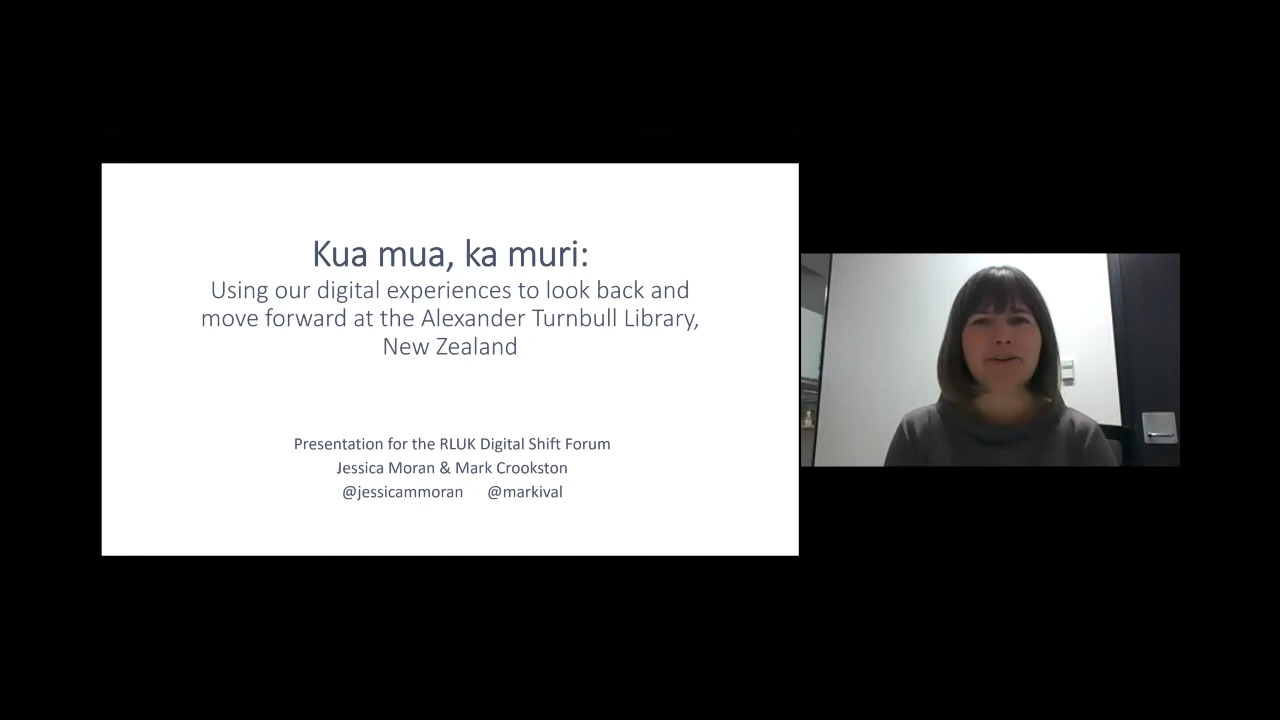 Kua mua, ka muri:
Using our digital experiences to look back and
move forward at the Alexander Turnbull Library,
New Zealand
Presentation for the RLUK Digital Shift Forum
Jessica Moran & Mark Crookston
@jessicammoran @markival